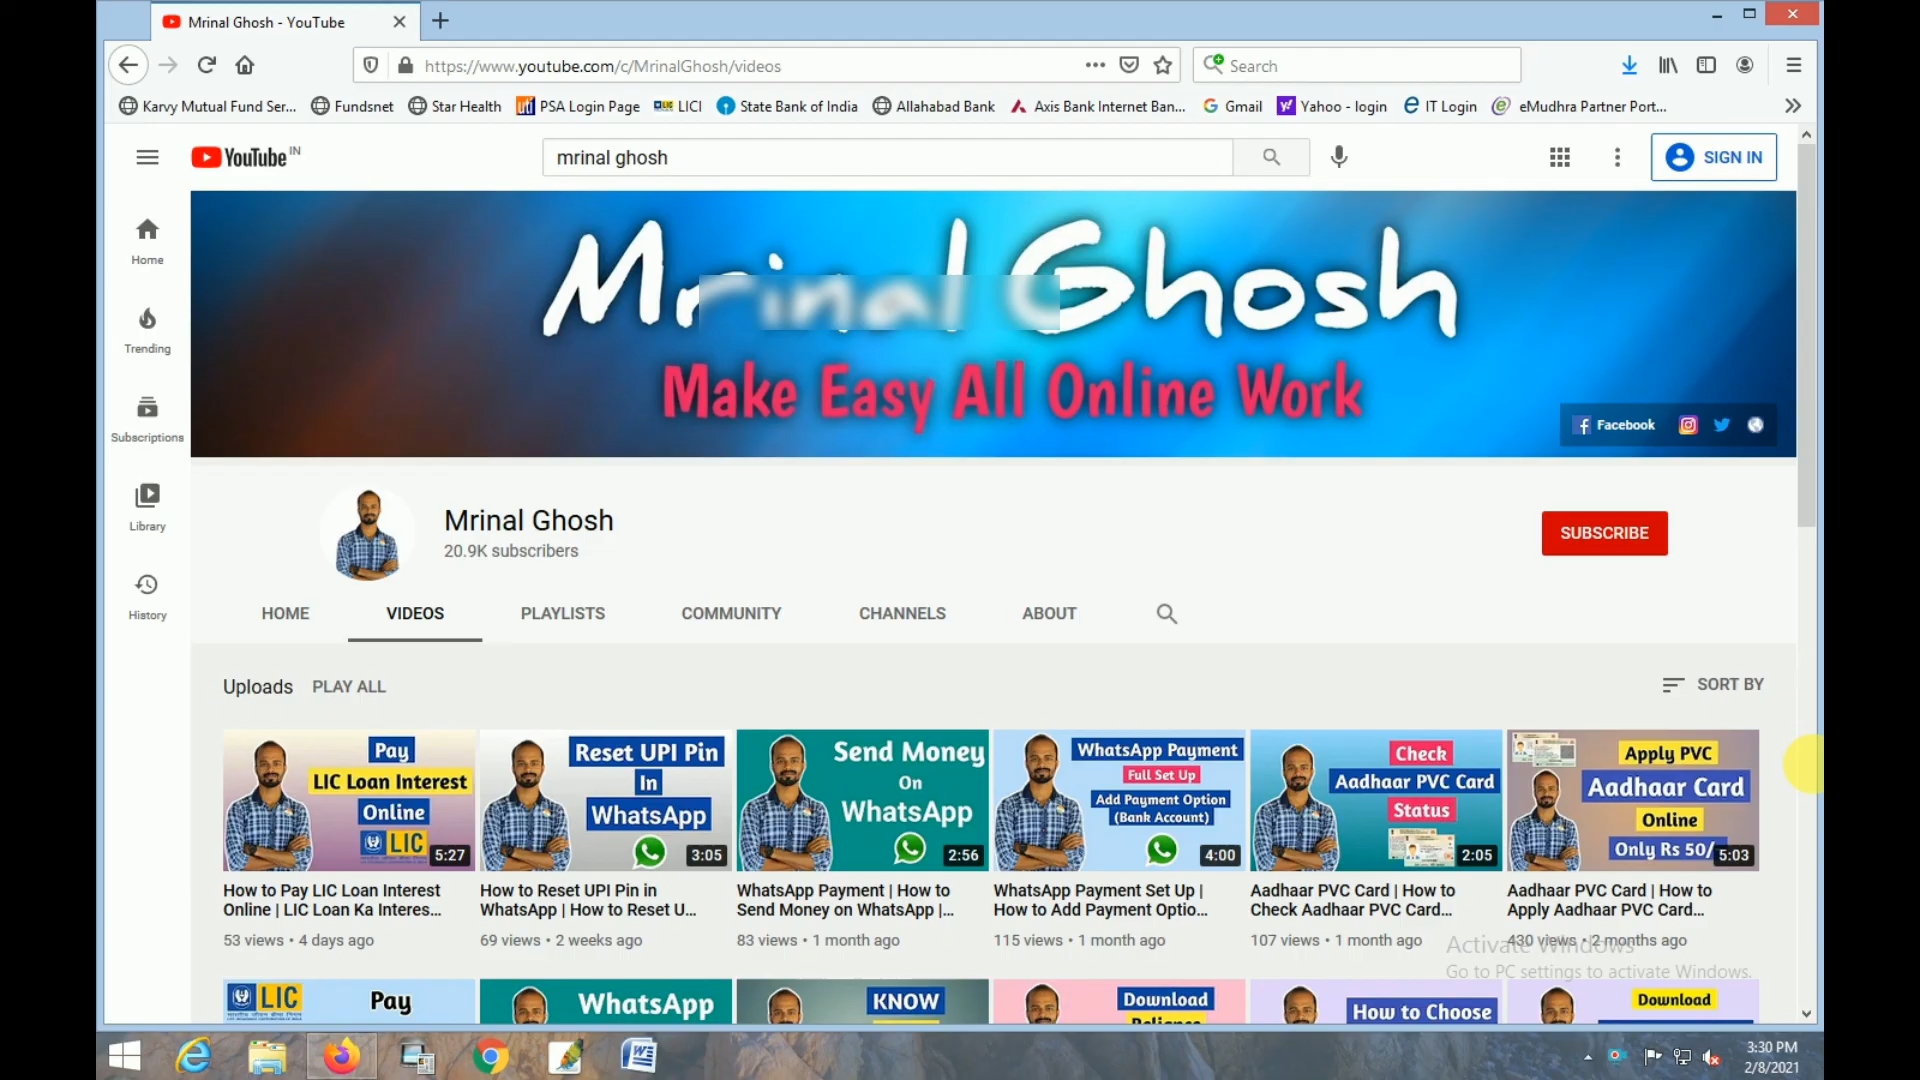 Mrinal Ghosh - YouTube
https://www.youtube.com/c/MrinalGhosh/videos
Search
Karvy Mutual Fund Ser... Fundsnet Star Health uti PSA Login Page LICI State Bank of India Allahabad Bank Axis Bank Internet Ban... Gmail Yahoo - login IT Login eMudhra Partner Port...
YouTube IN
mrinal ghosh
SIGN IN
Home
Trending
Subscriptions
Library
History
Mrinal Ghosh
Make Easy All Online Work
Facebook
Mrinal Ghosh
20.9K subscribers
SUBSCRIBE
HOME VIDEOS PLAYLISTS COMMUNITY CHANNELS ABOUT
Uploads PLAY ALL
SORT BY
Pay
LIC Loan Interest
Online
LIC
5:27
How to Pay LIC Loan Interest
Online | LIC Loan Ka Interes...
53 views • 4 days ago
Reset UPI Pin
In
WhatsApp
3:05
How to Reset UPI Pin in
WhatsApp | How to Reset U...
69 views • 2 weeks ago
Send Money
On
WhatsApp
2:56
WhatsApp Payment | How to
Send Money on WhatsApp |...
83 views • 1 month ago
WhatsApp Payment
Full Set Up
Add Payment Option
(Bank Account)
4:00
WhatsApp Payment Set Up |
How to Add Payment Optio...
115 views • 1 month ago
Check
Aadhaar PVC Card
Status
2:05
Aadhaar PVC Card | How to
Check Aadhaar PVC Card...
107 views • 1 month ago
Apply PVC
Aadhaar Card
Online
Only Rs 50/
5:03
Aadhaar PVC Card | How to
Apply Aadhaar PVC Card...
430 views • 2 months ago
Activate Windows
Go to PC settings to activate Windows.
LIC
Pay
WhatsApp
KNOW
Download
Reliance
How to Choose
Download
3:30 PM
2/8/2021